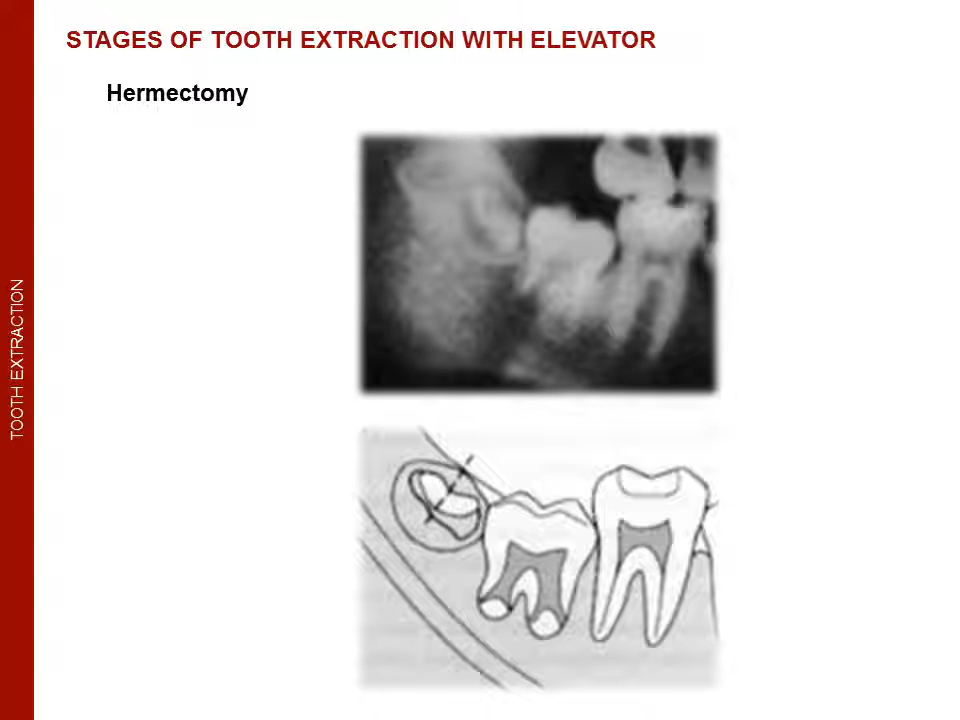 STAGES OF TOOTH EXTRACTION WITH ELEVATOR
Hermectomy
TOOTH EXTRACTION